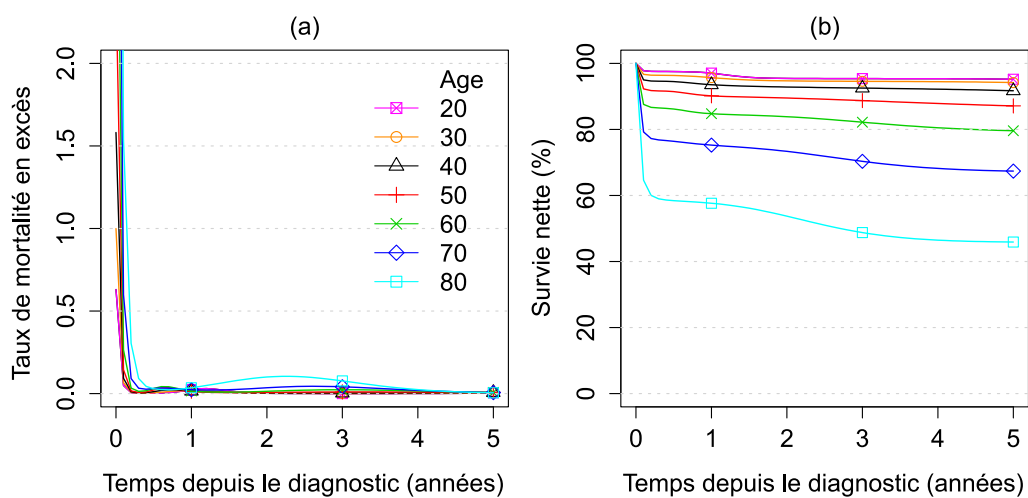 (a)
Taux de mortalité en excès
2.0
1.5
1.0
0.5
0.0
Age
20
30
40
50
60
70
80
0 1 2 3 4 5
Temps depuis le diagnostic (années)
(b)
Survie nette (%)
100
80
60
40
20
0
0 1 2 3 4 5
Temps depuis le diagnostic (années)